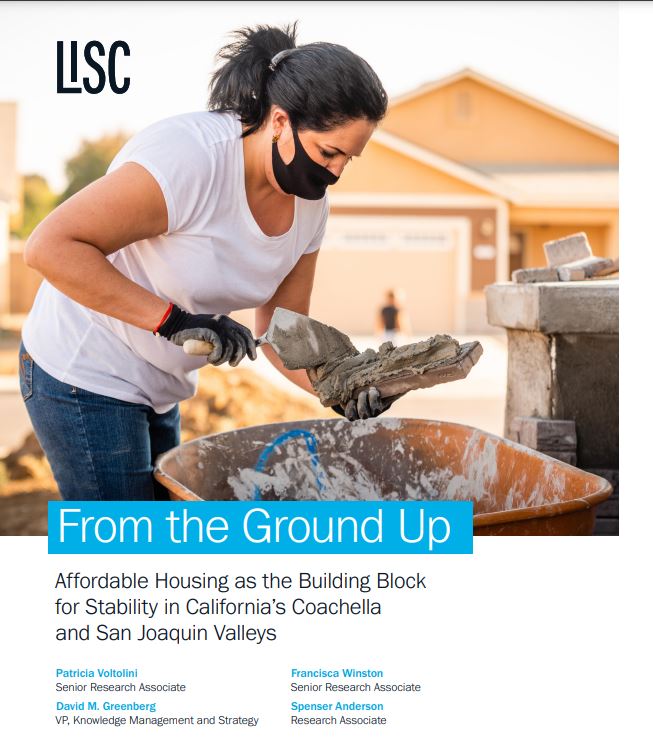 LISC
From the Ground Up
Affordable Housing as the Building Block
for Stability in California's Coachella
and San Joaquin Valleys
Patricia Voltolini
Senior Research Associate
David M. Greenberg
VP, Knowledge Management and Strategy
Francisca Winston
Senior Research Associate
Spenser Anderson
Research Associate